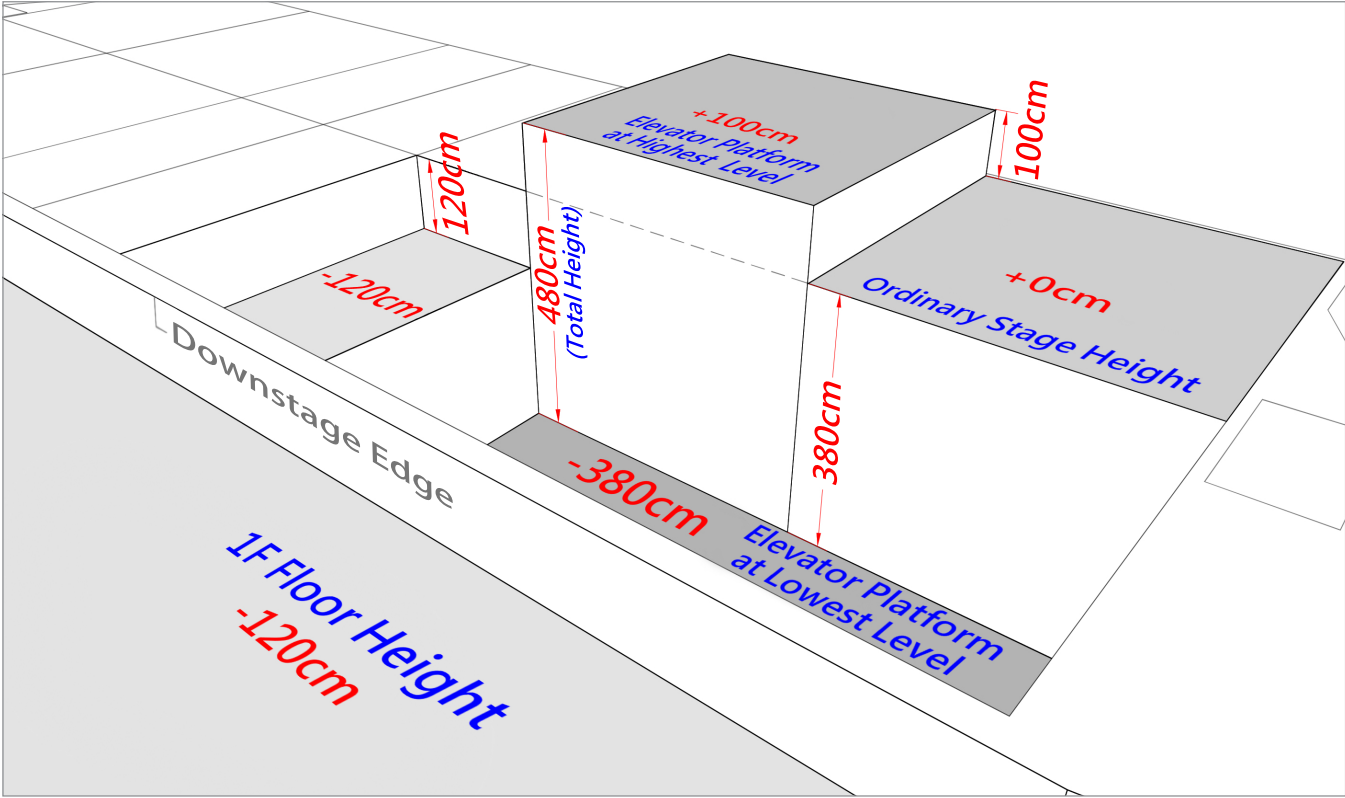 +100cm
Elevator Platform
at Highest Level
100cm
120cm
-120cm
480cm
(Total Height)
+0cm
Ordinary Stage Height
380cm
Downstage Edge
-380cm
Elevator Platform
at Lowest Level
1F Floor Height
-120cm